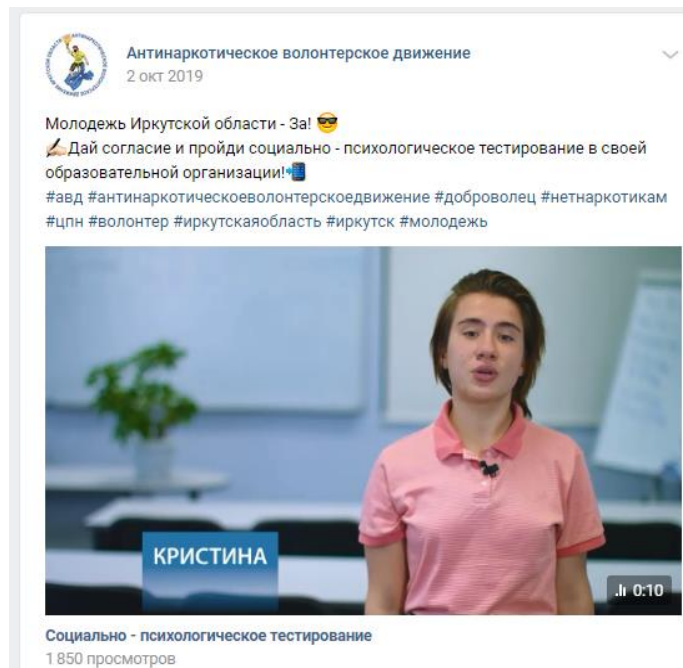 Антинаркотическое волонтерское движение
2 окт 2019
Молодежь Иркутской области - За! 😎
✍🏻Дай согласие и пройди социально - психологическое тестирование в своей
образовательной организации!📲
#авд #антинаркотическоеволонтерскоедвижение #доброволец #нетнаркотикам
#цпн #волонтер #иркутскаяобласть #иркутск #молодежь
КРИСТИНА
0:10
Социально - психологическое тестирование
1 850 просмотров